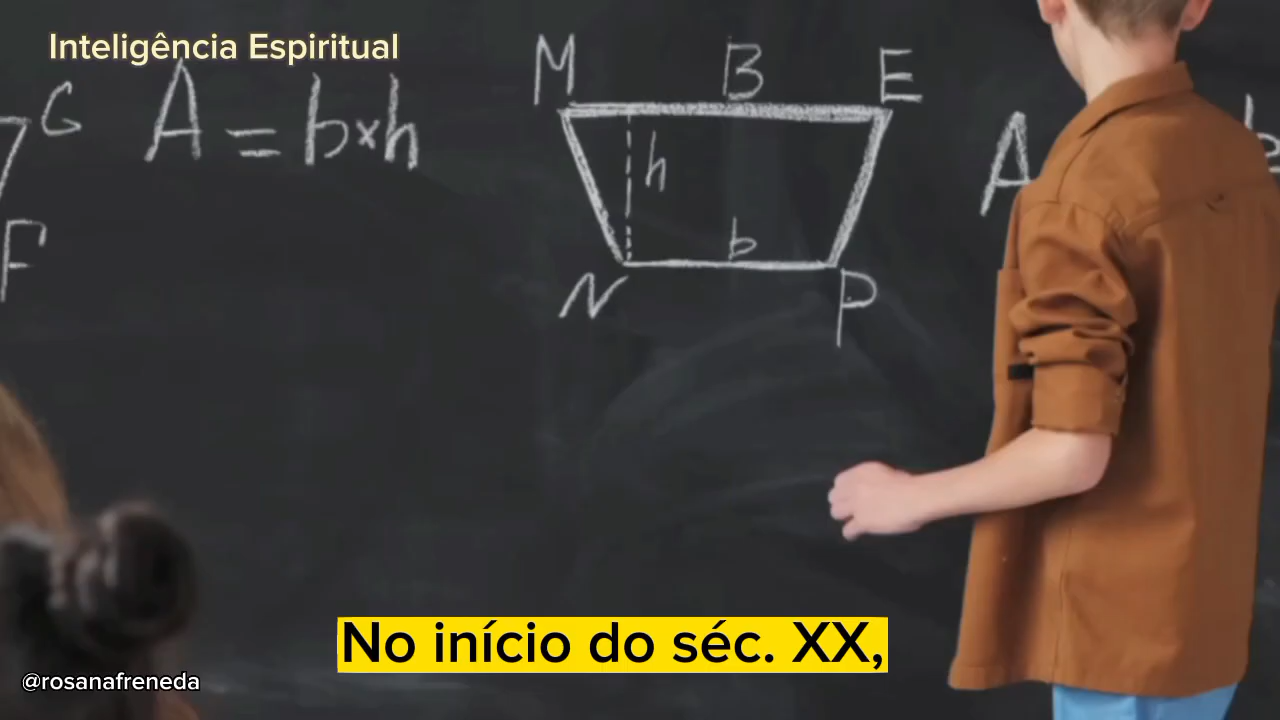 Inteligência Espiritual
G
A = b×h
F
M B E
h
b
N P
A
b
No início do séc. XX,
@rosanafreneda